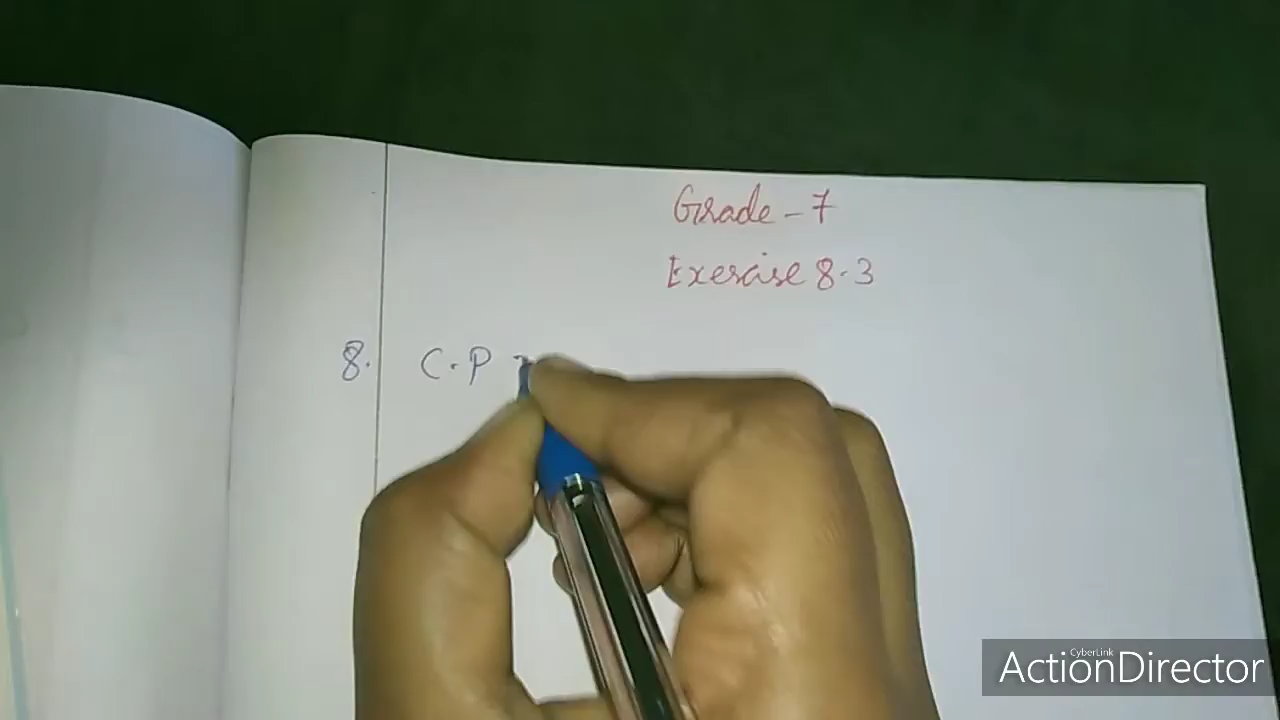 Grade - 7
Exercise 8.3
8. C.P
CyberLink
ActionDirector